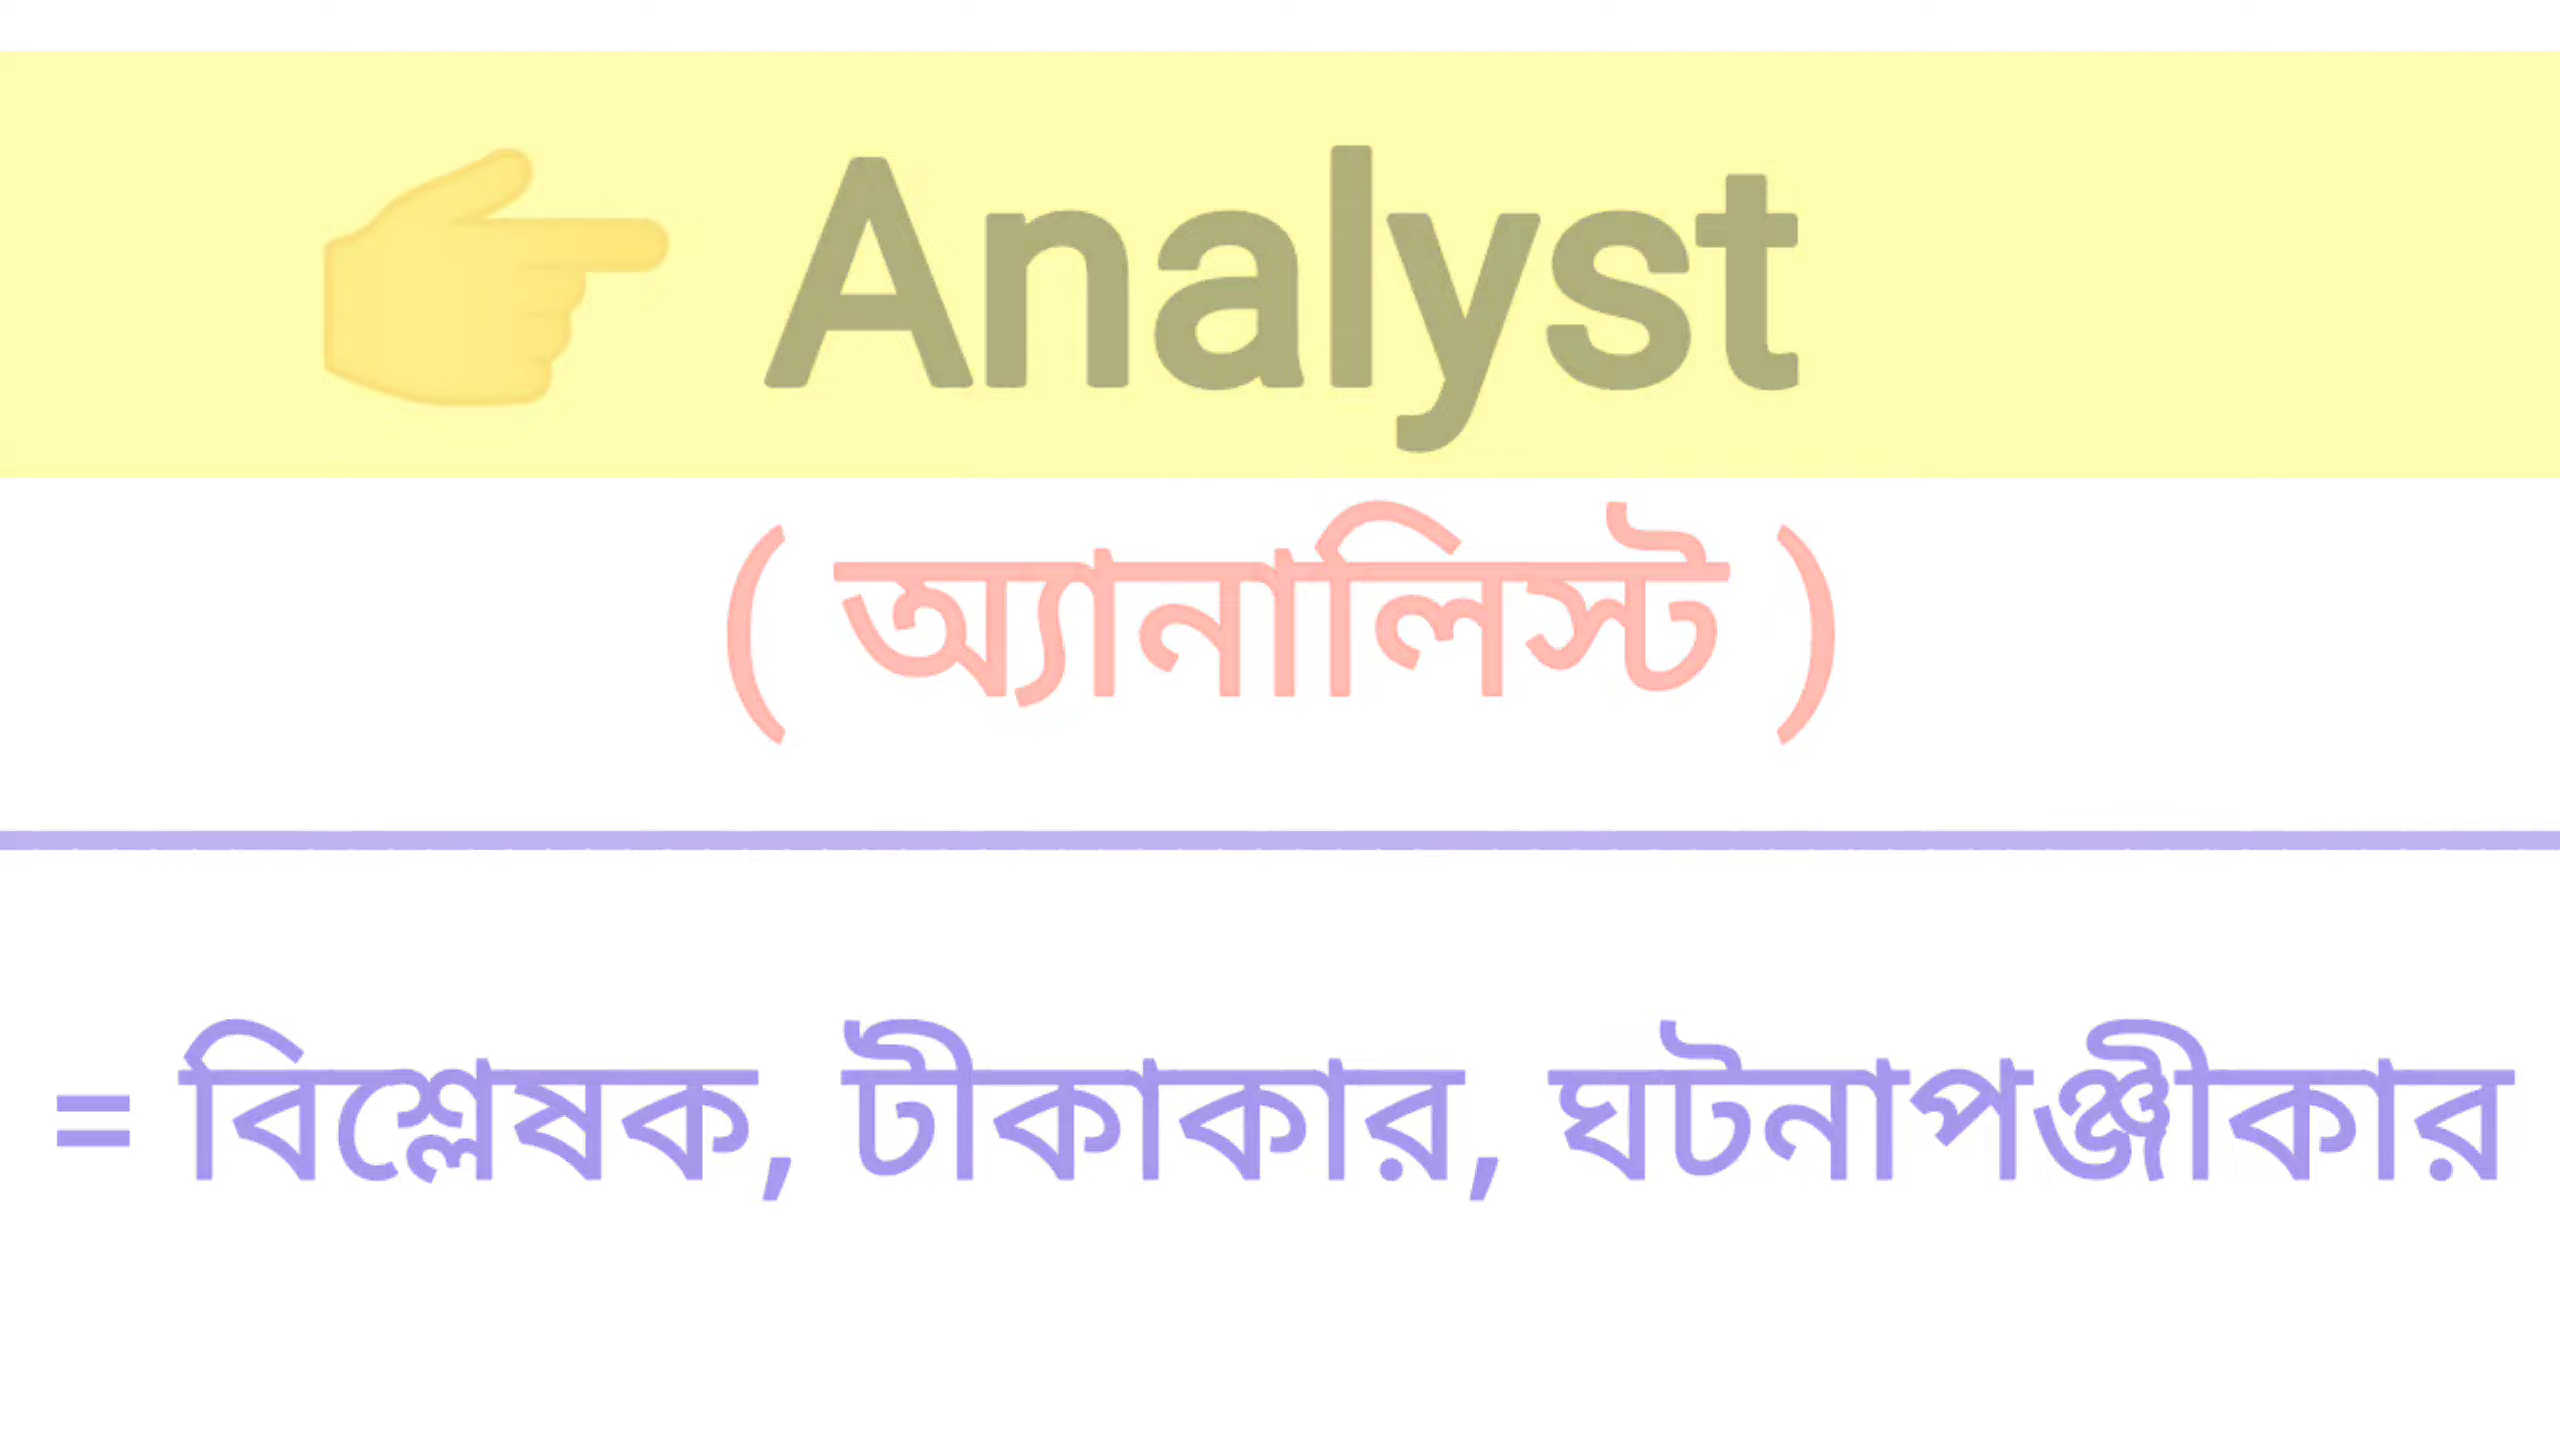 👉 Analyst
( অ্যানালিস্ট )
= বিশ্লেষক, টীকাকার, ঘটনাপঞ্জীকার